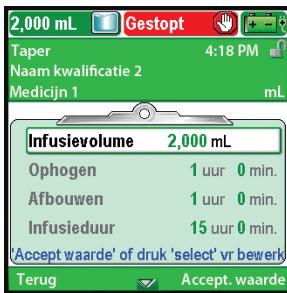 2,000 mL Gestopt
Taper 4:18 PM
Naam kwalificatie 2
Medicijn 1 mL
Infusievolume 2,000 mL
Ophogen 1 uur 0 min.
Afbouwen 1 uur 0 min.
Infusieduur 15 uur 0 min.
'Accept waarde' of druk 'select' vr bewerk
Terug Accept. waarde